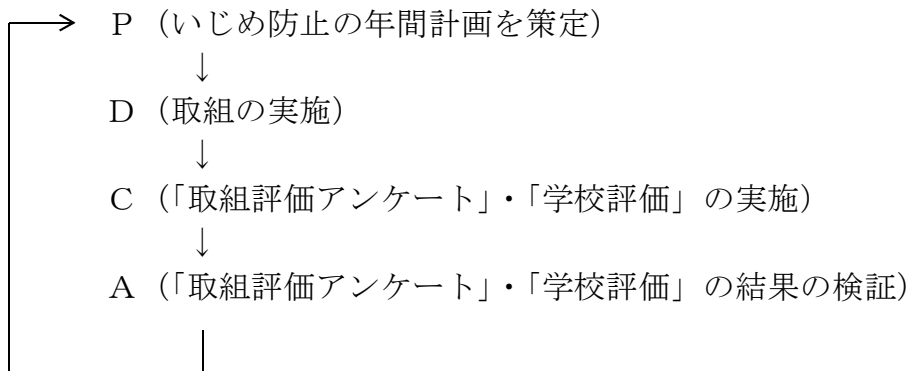 P（いじめ防止の年間計画を策定）
↓
D（取組の実施）
↓
C（「取組評価アンケート」・「学校評価」の実施）
↓
A（「取組評価アンケート」・「学校評価」の結果の検証）